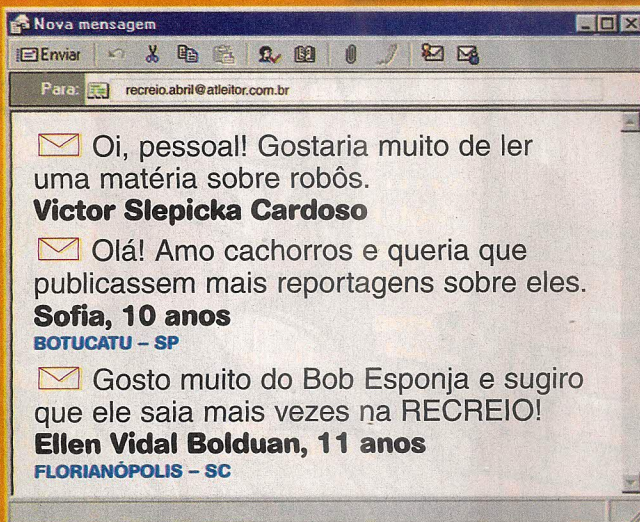 Nova mensagem
Enviar
Para: recreio.abril@atleitor.com.br
Oi, pessoal! Gostaria muito de ler
uma matéria sobre robôs.
Victor Slepicka Cardoso
Olá! Amo cachorros e queria que
publicassem mais reportagens sobre eles.
Sofia, 10 anos
BOTUCATU – SP
Gosto muito do Bob Esponja e sugiro
que ele saia mais vezes na RECREIO!
Ellen Vidal Bolduan, 11 anos
FLORIANÓPOLIS – SC